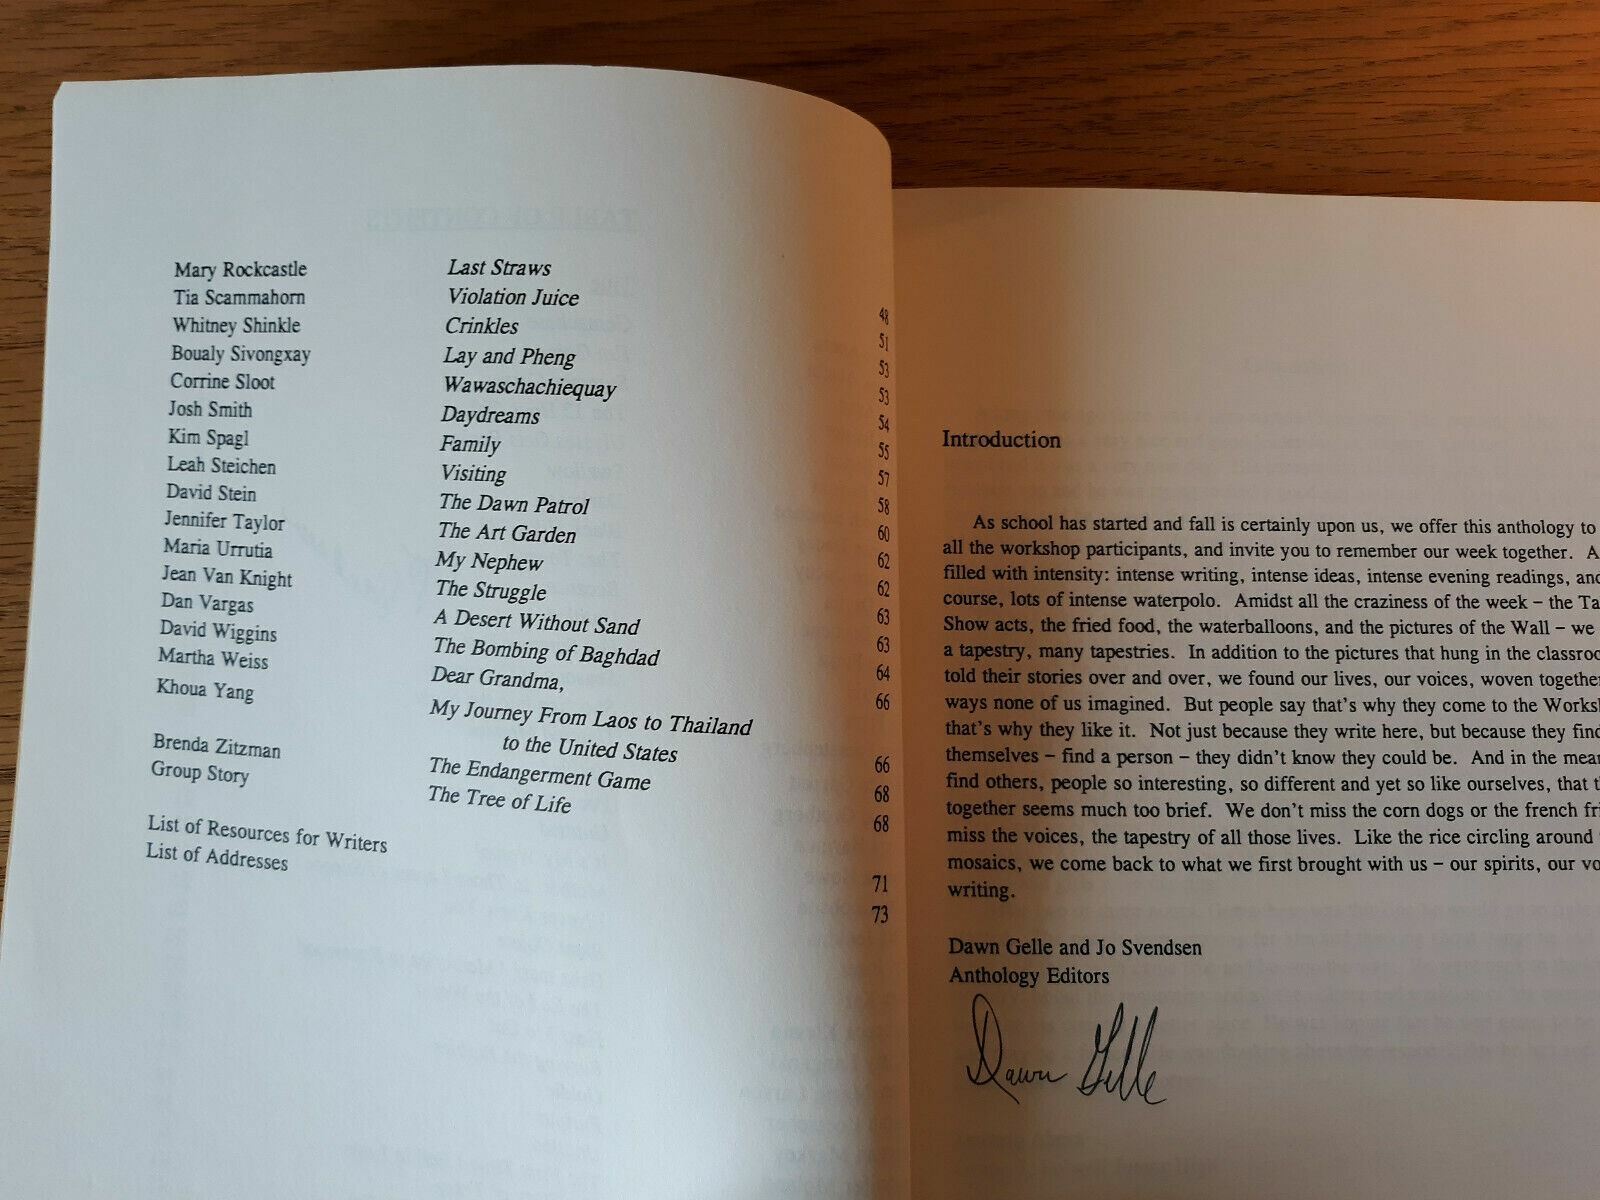 TABLE OF CONTENTS
Mary Rockcastle Last Straws 48
Tia Scammahorn Violation Juice 51
Whitney Shinkle Crinkles 53
Boualy Sivongxay Lay and Pheng 53
Corrine Sloot Wawaschachiequay 54
Josh Smith Daydreams 55
Kim Spagl Family 57
Leah Steichen Visiting 58
David Stein The Dawn Patrol 60
Jennifer Taylor The Art Garden 62
Maria Urrutia My Nephew 62
Jean Van Knight The Struggle 63
Dan Vargas A Desert Without Sand 63
David Wiggins The Bombing of Baghdad 64
Martha Weiss Dear Grandma, 66
Khoua Yang My Journey From Laos to Thailand
to the United States 66
Brenda Zitzman The Endangerment Game 68
Group Story The Tree of Life 68
List of Resources for Writers 71
List of Addresses 73
Introduction
As school has started and fall is certainly upon us, we offer this anthology to
all the workshop participants, and invite you to remember our week together. A
filled with intensity: intense writing, intense ideas, intense evening readings, and
course, lots of intense waterpolo. Amidst all the craziness of the week – the Ta
Show acts, the fried food, the waterballoons, and the pictures of the Wall – we
a tapestry, many tapestries. In addition to the pictures that hung in the classroo
told their stories over and over, we found our lives, our voices, woven together
ways none of us imagined. But people say that's why they come to the Works
that's why they like it. Not just because they write here, but because they find
themselves – find a person – they didn't know they could be. And in the mean
find others, people so interesting, so different and yet so like ourselves, that t
together seems much too brief. We don't miss the corn dogs or the french fri
miss the voices, the tapestry of all those lives. Like the rice circling around
mosaics, we come back to what we first brought with us – our spirits, our vo
writing.
Dawn Gelle and Jo Svendsen
Anthology Editors
Dawn Gelle